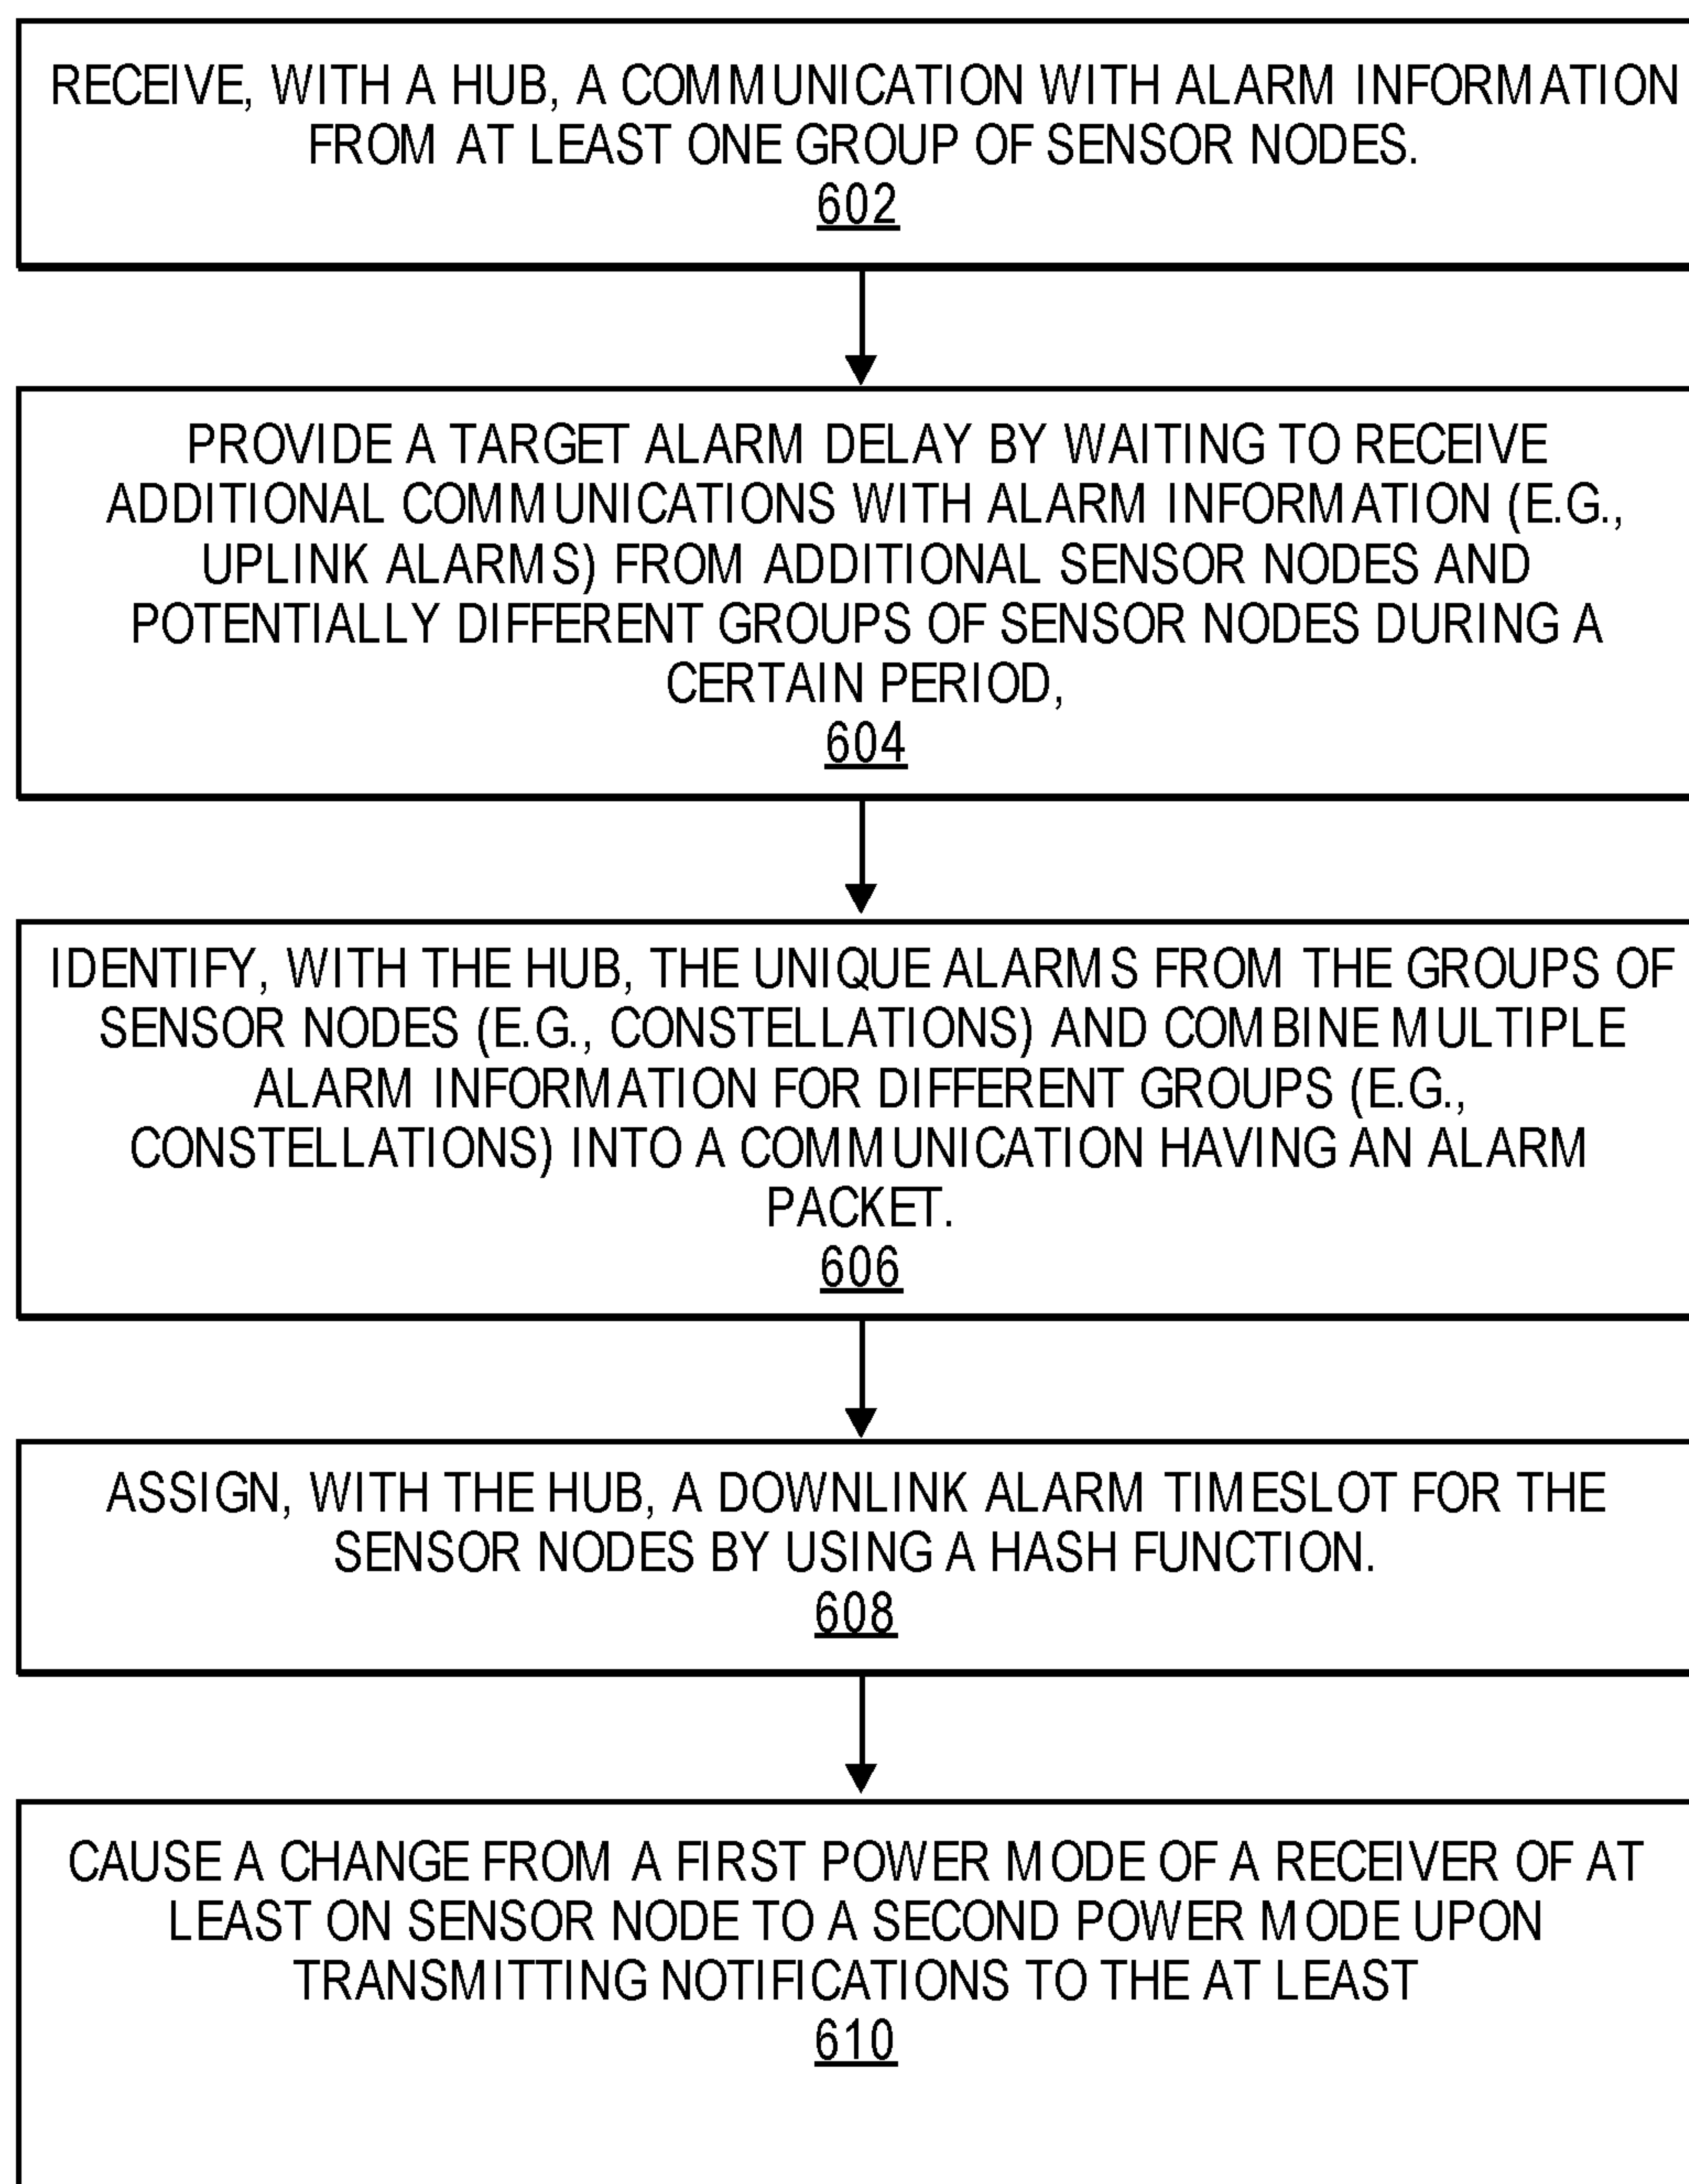 RECEIVE, WITH A HUB, A COMMUNICATION WITH ALARM INFORMATION
FROM AT LEAST ONE GROUP OF SENSOR NODES.
602
PROVIDE A TARGET ALARM DELAY BY WAITING TO RECEIVE
ADDITIONAL COMMUNICATIONS WITH ALARM INFORMATION (E.G.,
UPLINK ALARMS) FROM ADDITIONAL SENSOR NODES AND
POTENTIALLY DIFFERENT GROUPS OF SENSOR NODES DURING A
CERTAIN PERIOD,
604
IDENTIFY, WITH THE HUB, THE UNIQUE ALARMS FROM THE GROUPS OF
SENSOR NODES (E.G., CONSTELLATIONS) AND COMBINE MULTIPLE
ALARM INFORMATION FOR DIFFERENT GROUPS (E.G.,
CONSTELLATIONS) INTO A COMMUNICATION HAVING AN ALARM
PACKET.
606
ASSIGN, WITH THE HUB, A DOWNLINK ALARM TIMESLOT FOR THE
SENSOR NODES BY USING A HASH FUNCTION.
608
CAUSE A CHANGE FROM A FIRST POWER MODE OF A RECEIVER OF AT
LEAST ON SENSOR NODE TO A SECOND POWER MODE UPON
TRANSMITTING NOTIFICATIONS TO THE AT LEAST
610